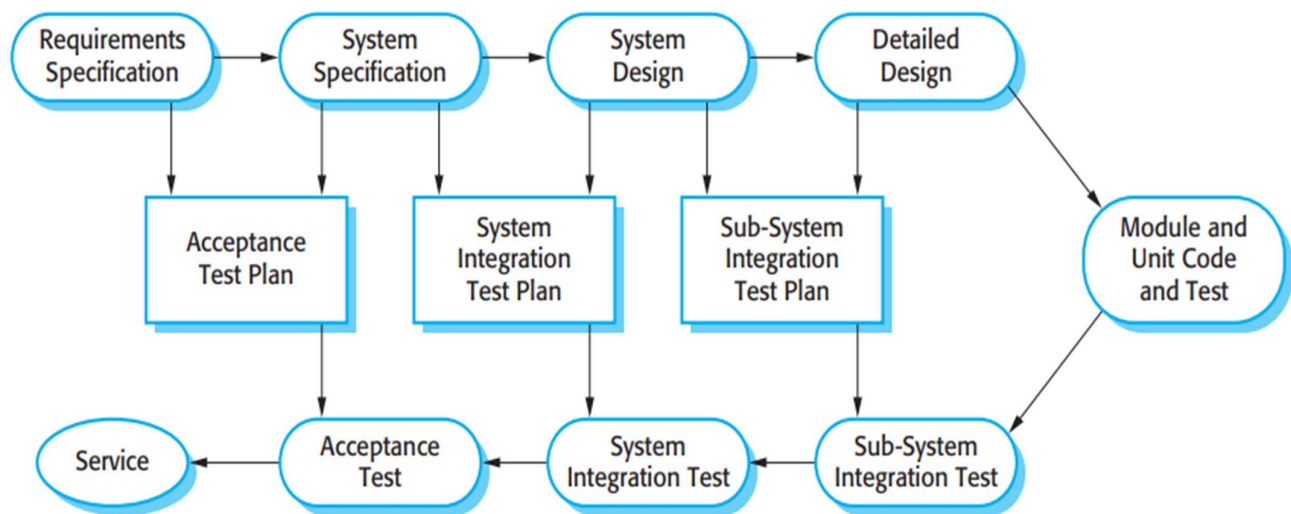 Requirements
Specification
System
Specification
System
Design
Detailed
Design
Acceptance
Test Plan
System
Integration
Test Plan
Sub-System
Integration
Test Plan
Module and
Unit Code
and Test
Service
Acceptance
Test
System
Integration Test
Sub-System
Integration Test